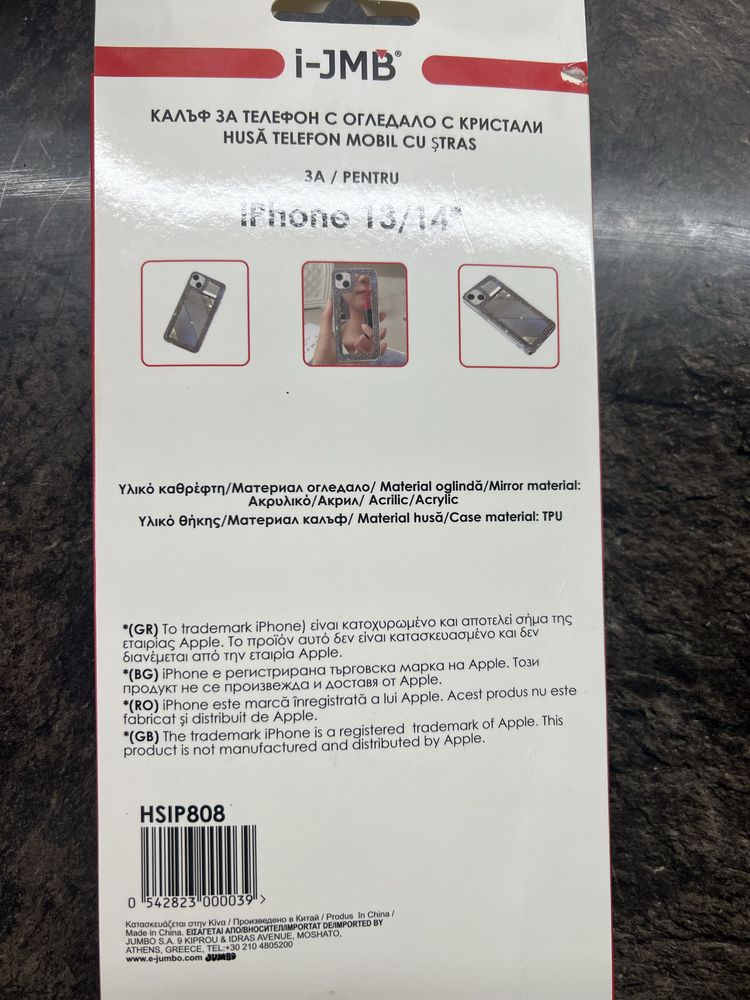 i-JMB®
КАЛЪФ ЗА ТЕЛЕФОН С ОГЛЕДАЛО С КРИСТАЛИ
HUSĂ TELEFON MOBIL CU ȘTRAS
ЗА / PENTRU
iPhone 13/14*
Υλικό καθρέφτη/Материал огледало/ Material oglindă/Mirror material:
Ακρυλικό/Акрил/ Acrilic/Acrylic
Υλικό θήκης/Материал калъф/ Material husă/Case material: TPU
*(GR) Το trademark iPhone) είναι κατοχυρωμένο και αποτελεί σήμα της
εταιρίας Apple. Το προϊόν αυτό δεν είναι κατασκευασμένο και δεν
διανέμεται από την εταιρία Apple.
*(BG) iPhone е регистрирана търговска марка на Apple. Този
продукт не се произвежда и доставя от Apple.
*(RO) iPhone este marcă înregistrată a lui Apple. Acest produs nu este
fabricat şi distribuit de Apple.
*(GB) The trademark iPhone is a registered trademark of Apple. This
product is not manufactured and distributed by Apple.
HSIP808
0 542823 000039 >
Κατασκευάζεται στην Κίνα / Произведено в Китай / Produs în China /
Made in China. ΕΙΣΑΓΕΤΑΙ ΑΠΟ/ВНОСИТЕЛ/IMPORTAT DE/IMPORTED BY
JUMBO S.A. 9 KIPROU & IDRAS AVENUE, MOSHATO,
ATHENS, GREECE, TEL:+30 210 4805200
www.e-jumbo.com JUMBO